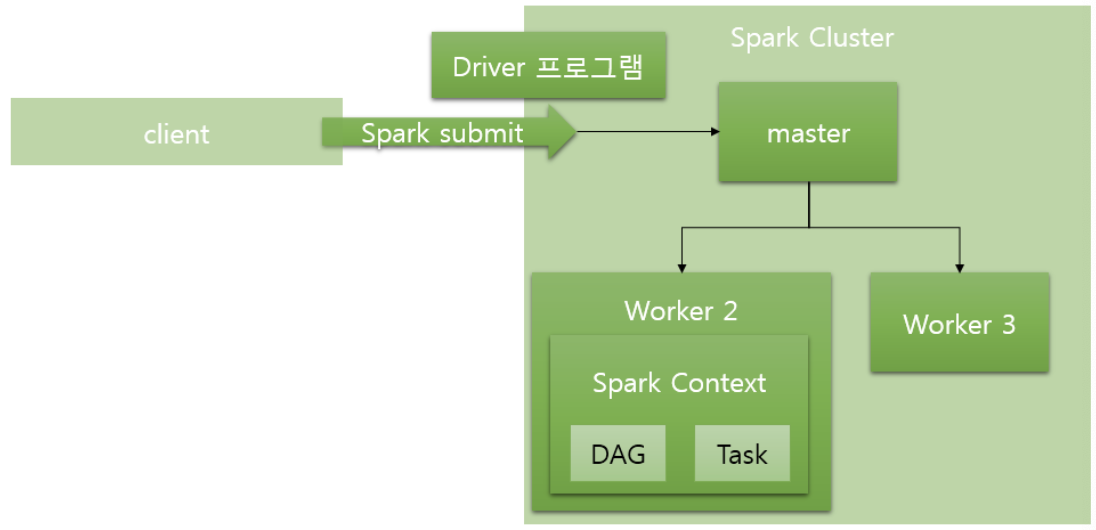 Spark Cluster
Driver 프로그램
client
Spark submit
master
Worker 2
Worker 3
Spark Context
DAG
Task